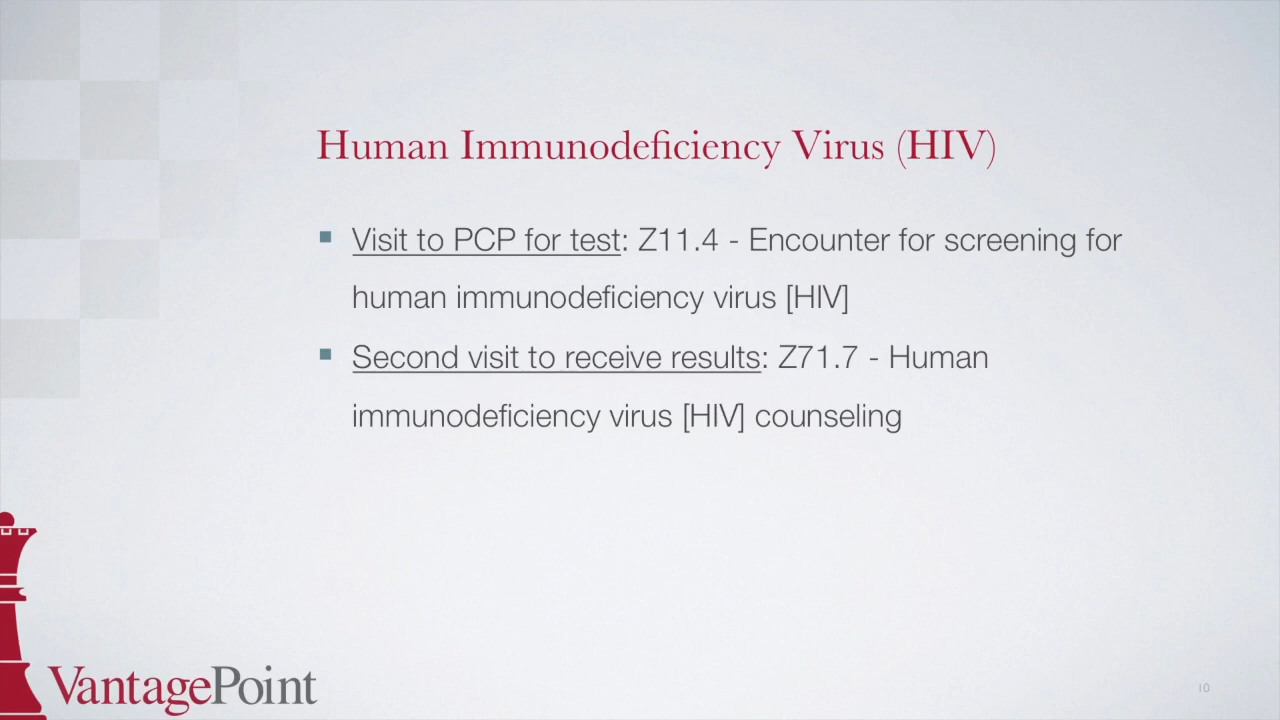 Human Immunodeficiency Virus (HIV)
Visit to PCP for test: Z11.4 - Encounter for screening for
human immunodeficiency virus [HIV]
Second visit to receive results: Z71.7 - Human
immunodeficiency virus [HIV] counseling
VantagePoint
10